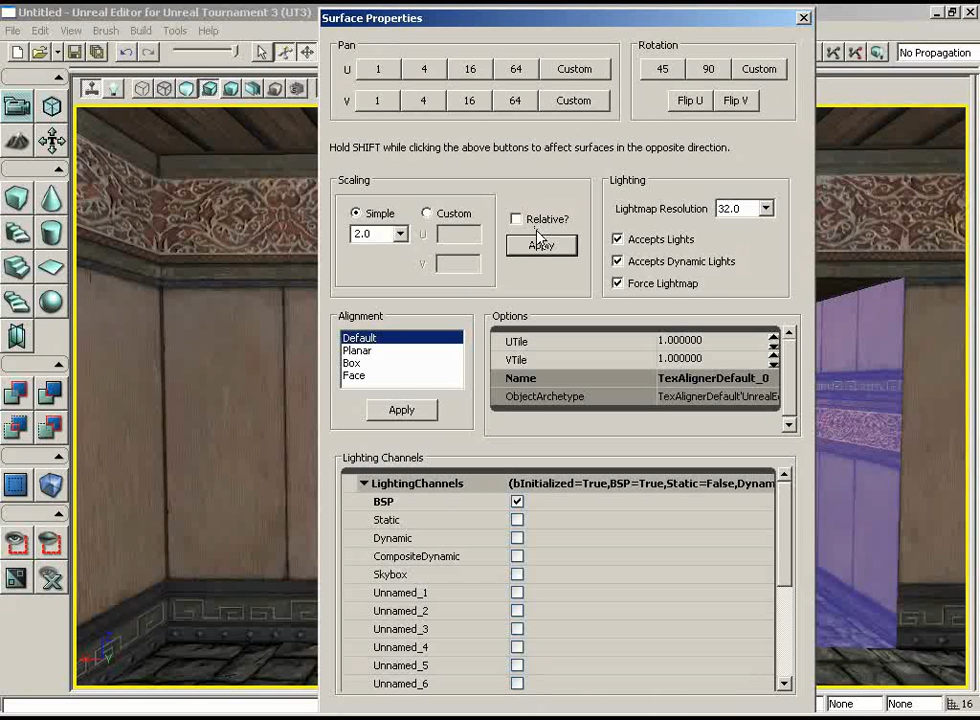 Untitled - Unreal Editor for Unreal Tournament 3 (UT3)
File Edit View Brush Build Tools Help
No Propagation
Surface Properties
Pan
U 1 4 16 64 Custom
V 1 4 16 64 Custom
Rotation
45 90 Custom
Flip U Flip V
Hold SHIFT while clicking the above buttons to affect surfaces in the opposite direction.
Scaling
Simple Custom
2.0 U
V
Relative?
Apply
Lighting
Lightmap Resolution 32.0
Accepts Lights
Accepts Dynamic Lights
Force Lightmap
Alignment
Default
Planar
Box
Face
Apply
Options
UTile 1.000000
VTile 1.000000
Name TexAlignerDefault_0
ObjectArchetype TexAlignerDefault'UnrealE
Lighting Channels
LightingChannels (bInitialized=True,BSP=True,Static=False,Dynam
BSP
Static
Dynamic
CompositeDynamic
Skybox
Unnamed_1
Unnamed_2
Unnamed_3
Unnamed_4
Unnamed_5
Unnamed_6
None None 16